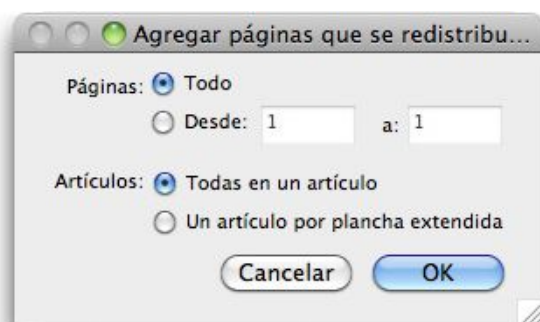 Agregar páginas que se redistribu...
Páginas: Todo
Desde: 1 a: 1
Artículos: Todas en un artículo
Un artículo por plancha extendida
Cancelar OK